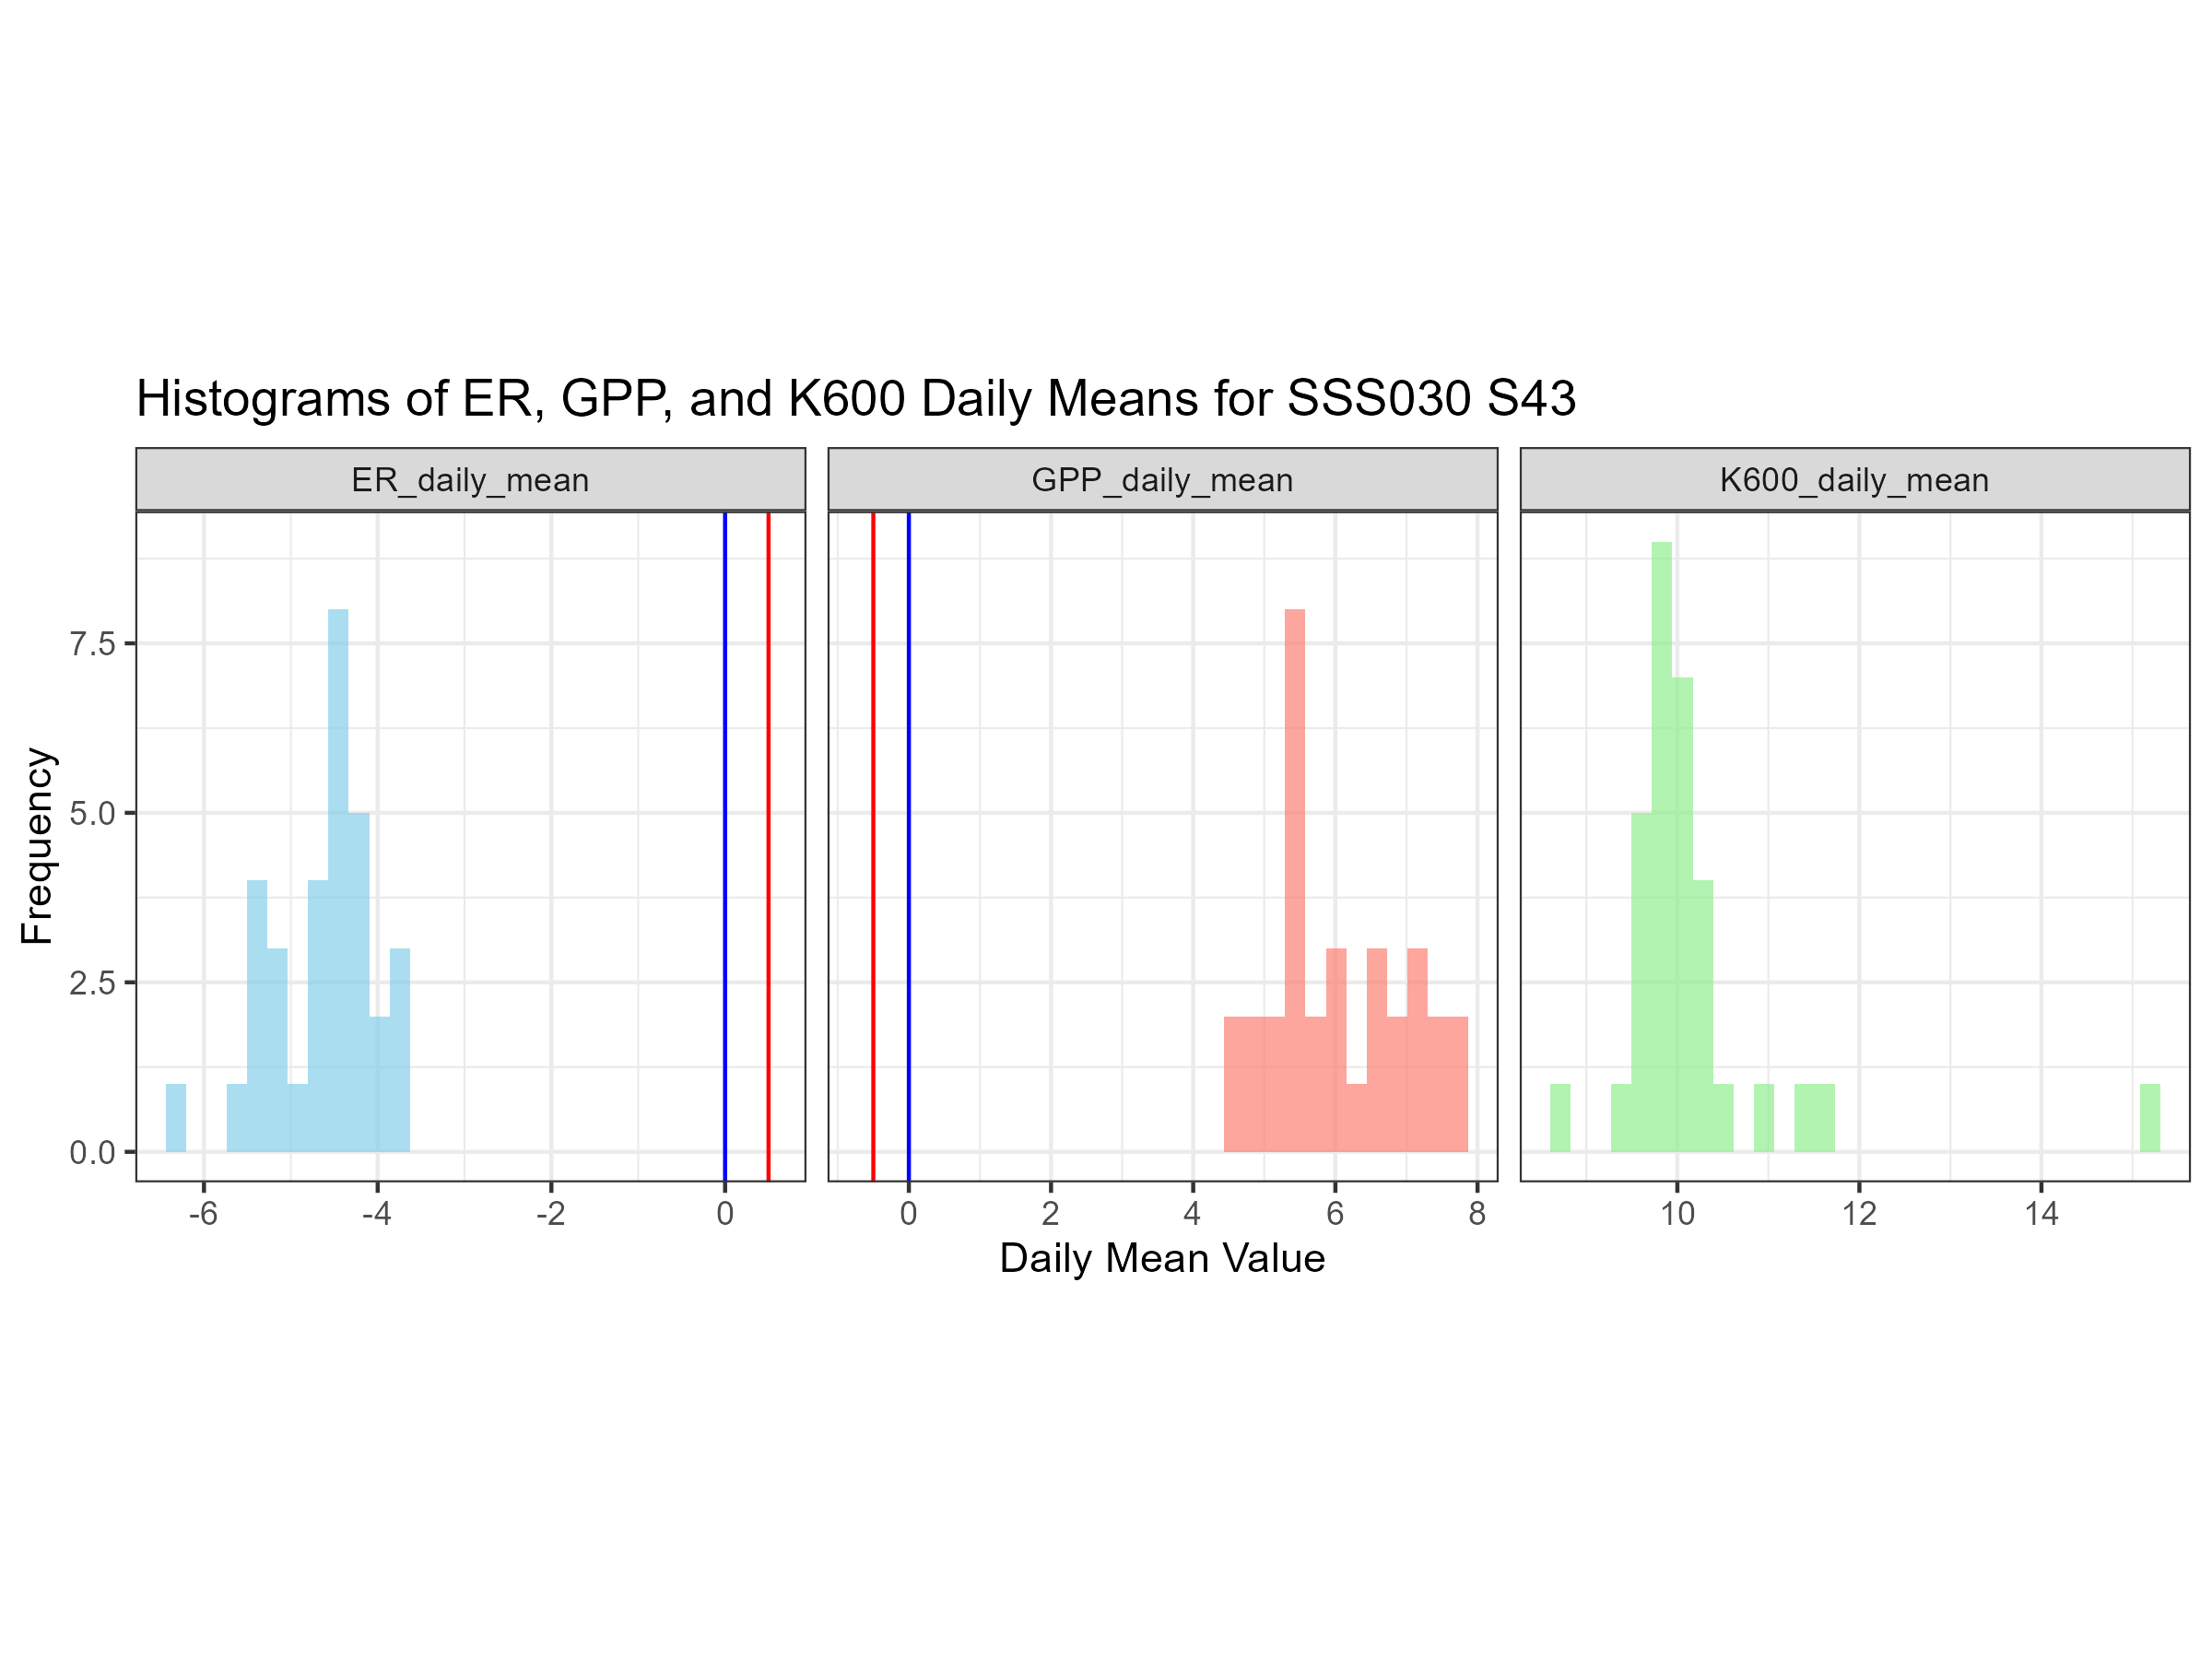 Histograms of ER, GPP, and K600 Daily Means for SSS030 S43
ER_daily_mean
GPP_daily_mean
K600_daily_mean
Frequency
7.5
5.0
2.5
0.0
-6 -4 -2 0
0 2 4 6 8
10 12 14
Daily Mean Value